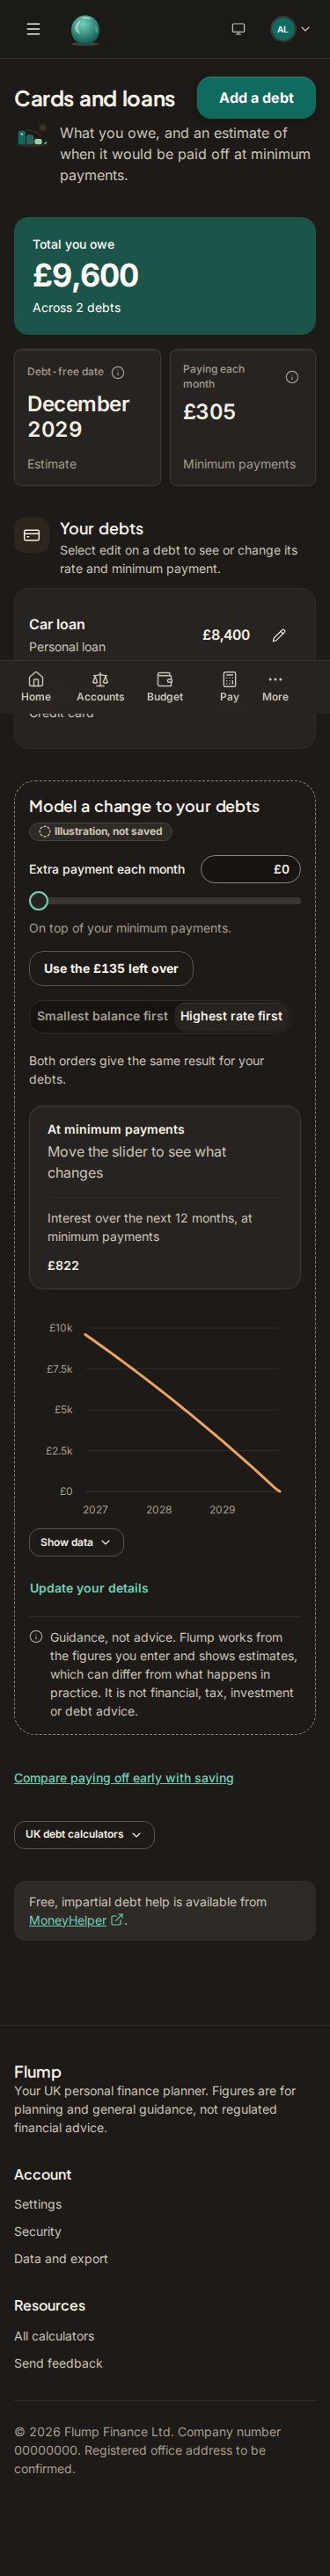 AL
Cards and loans
Add a debt
What you owe, and an estimate of
when it would be paid off at minimum
payments.
Total you owe
£9,600
Across 2 debts
Debt-free date
December
2029
Estimate
Paying each
month
£305
Minimum payments
Your debts
Select edit on a debt to see or change its
rate and minimum payment.
Car loan
Personal loan
£8,400
Home
Accounts
Budget
Pay
More
Credit card
Model a change to your debts
Illustration, not saved
Extra payment each month
£0
On top of your minimum payments.
Use the £135 left over
Smallest balance first
Highest rate first
Both orders give the same result for your
debts.
At minimum payments
Move the slider to see what
changes
Interest over the next 12 months, at
minimum payments
£822
£10k
£7.5k
£5k
£2.5k
£0
2027
2028
2029
Show data
Update your details
Guidance, not advice. Flump works from
the figures you enter and shows estimates,
which can differ from what happens in
practice. It is not financial, tax, investment
or debt advice.
Compare paying off early with saving
UK debt calculators
Free, impartial debt help is available from
MoneyHelper.
Flump
Your UK personal finance planner. Figures are for
planning and general guidance, not regulated
financial advice.
Account
Settings
Security
Data and export
Resources
All calculators
Send feedback
© 2026 Flump Finance Ltd. Company number
00000000. Registered office address to be
confirmed.